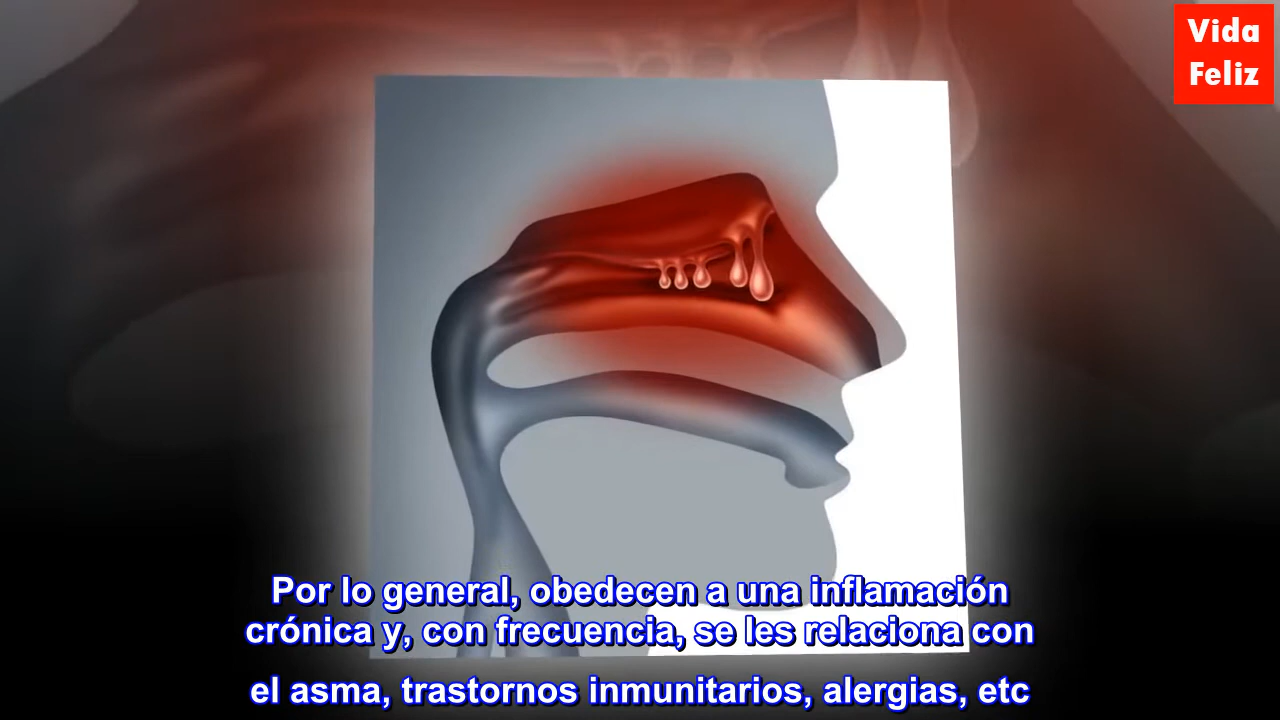 Vida
Feliz
Por lo general, obedecen a una inflamación
crónica y, con frecuencia, se les relaciona con
el asma, trastornos inmunitarios, alergias, etc